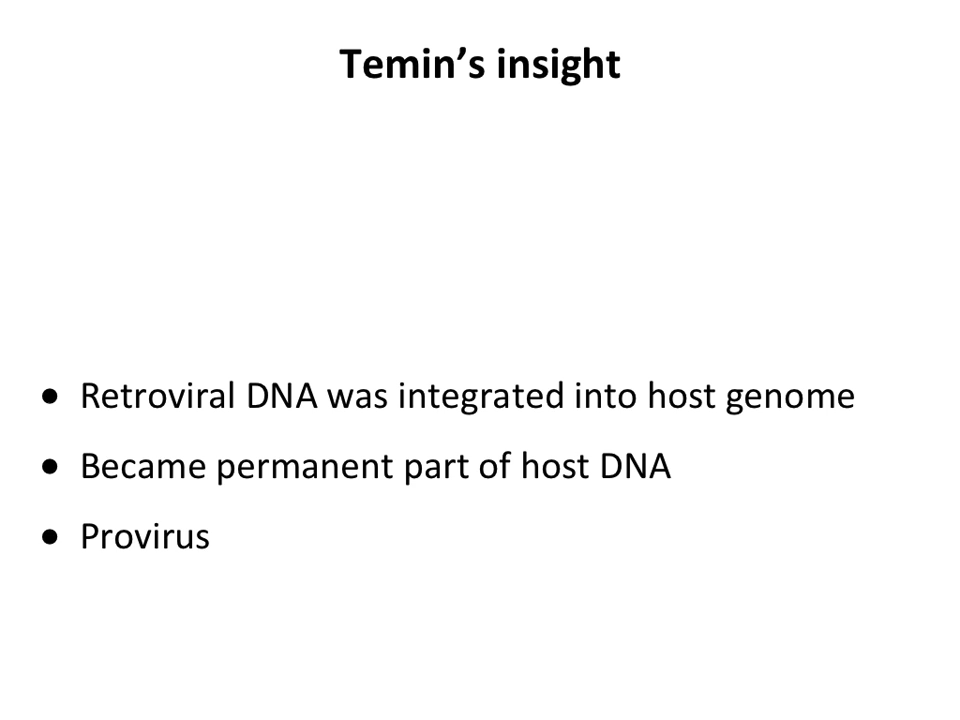 Temin’s insight
• Retroviral DNA was integrated into host genome
• Became permanent part of host DNA
• Provirus